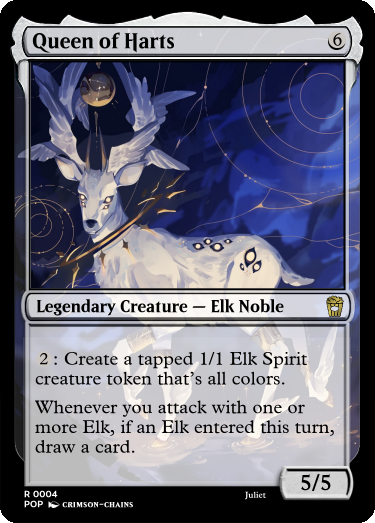 Queen of Harts 6
Legendary Creature — Elk Noble
2 : Create a tapped 1/1 Elk Spirit
creature token that's all colors.
Whenever you attack with one or
more Elk, if an Elk entered this turn,
draw a card.
5/5
R 0004
POP CRIMSON-CHAINS
Juliet